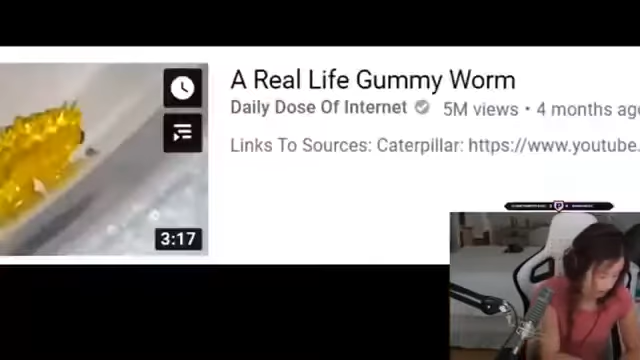 A Real Life Gummy Worm
Daily Dose Of Internet 5M views • 4 months ago
Links To Sources: Caterpillar: https://www.youtube.
3:17